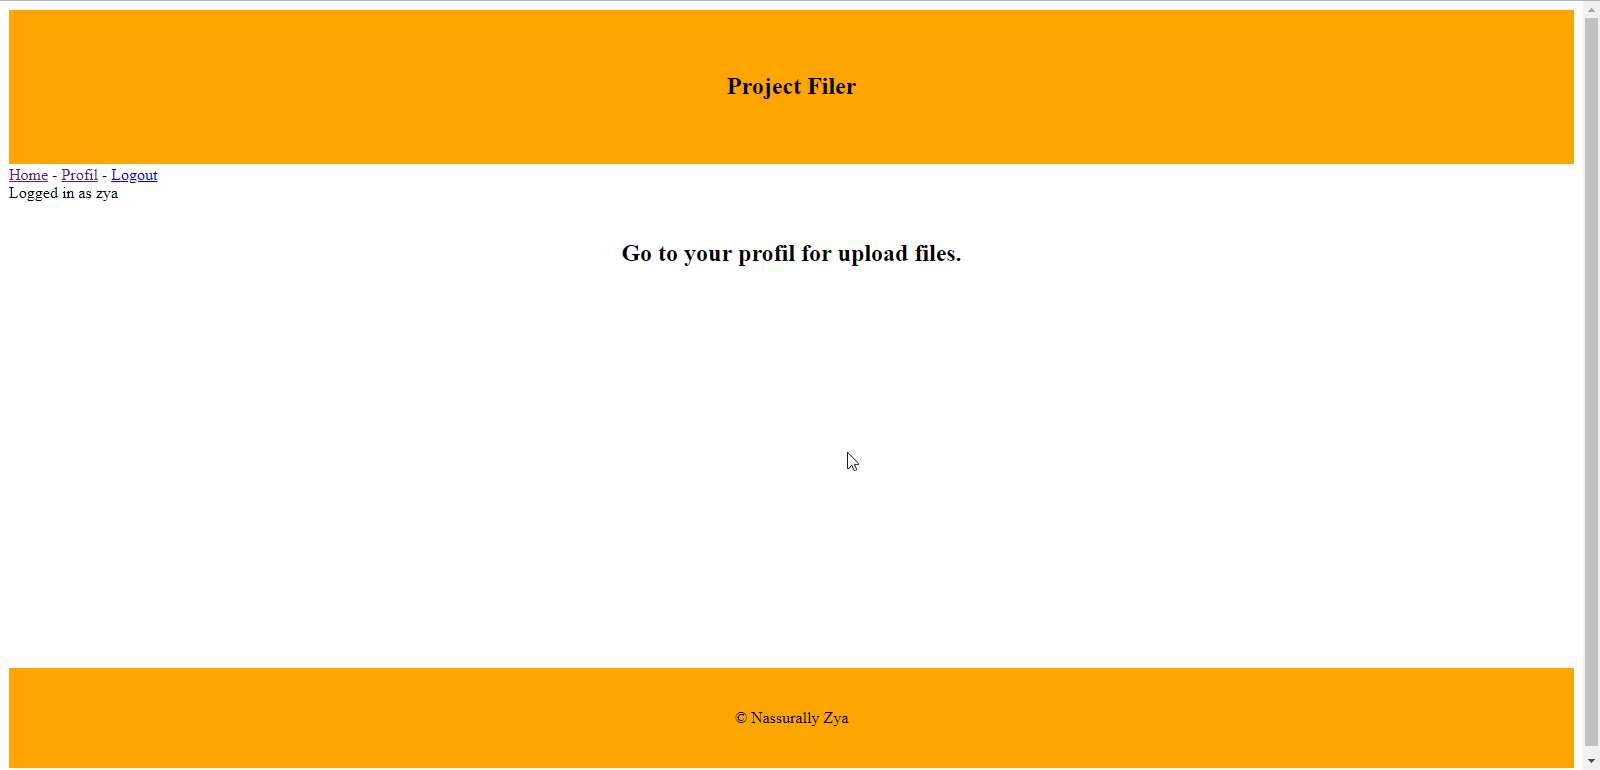 Project Filer
Home - Profil - Logout
Logged in as zya
Go to your profil for upload files.
© Nassurally Zya